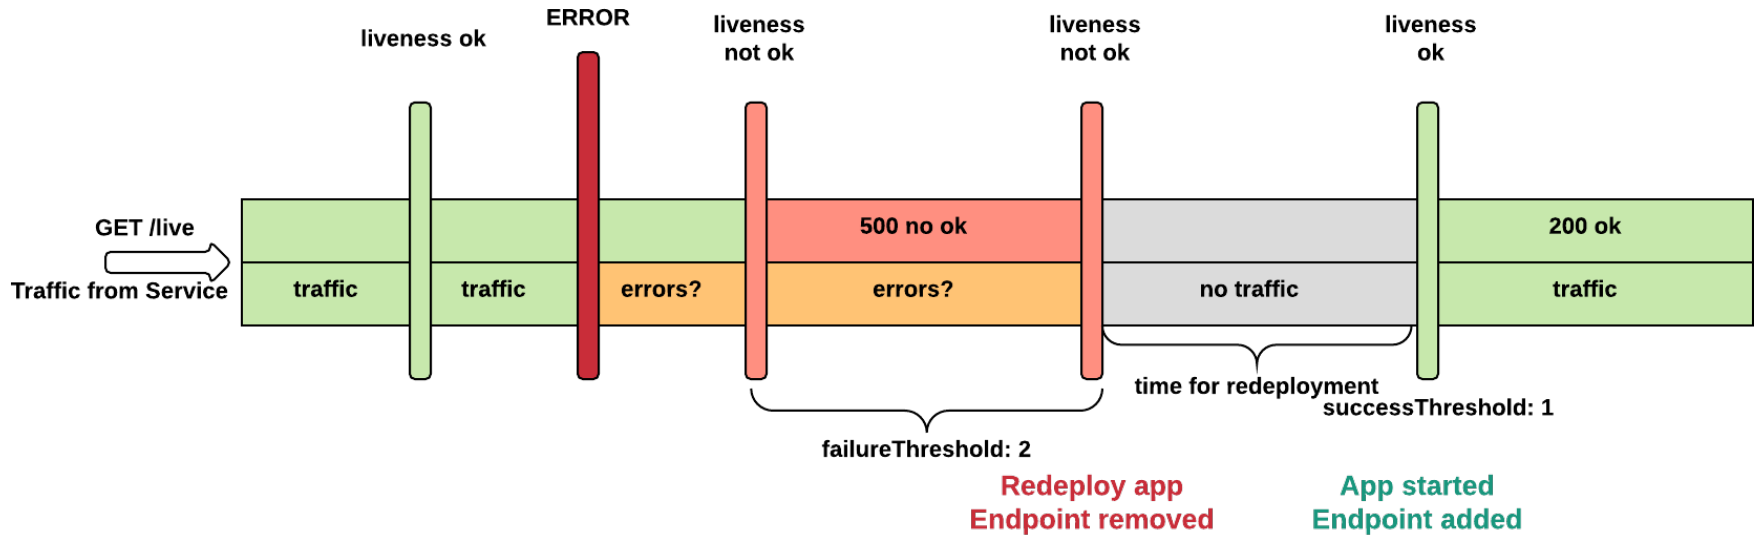 liveness ok
ERROR
liveness
not ok
liveness
not ok
liveness
ok
GET /live
Traffic from Service
500 no ok
200 ok
traffic
traffic
errors?
errors?
no traffic
traffic
time for redeployment
successThreshold: 1
failureThreshold: 2
Redeploy app
Endpoint removed
App started
Endpoint added